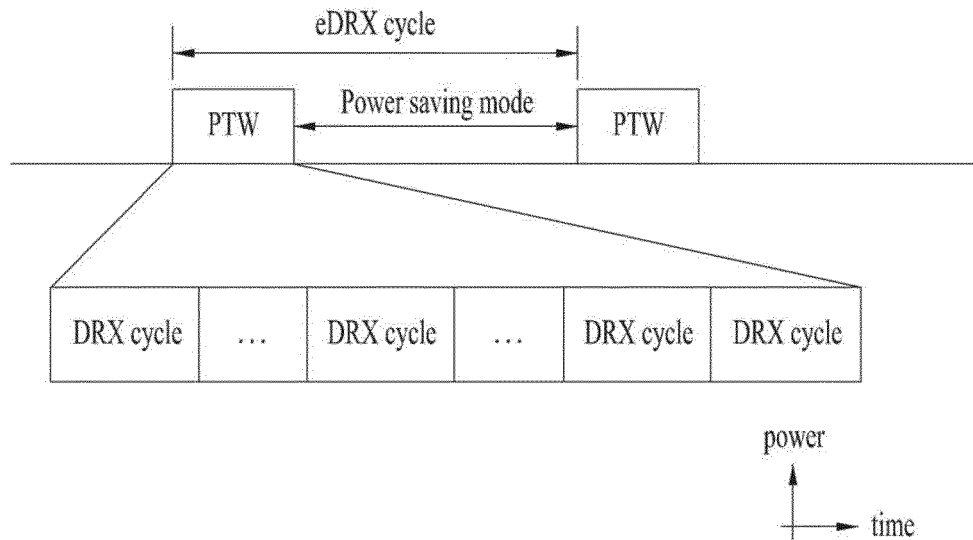 eDRX cycle
Power saving mode
PTW
PTW
DRX cycle
...
DRX cycle
...
DRX cycle
DRX cycle
power
time